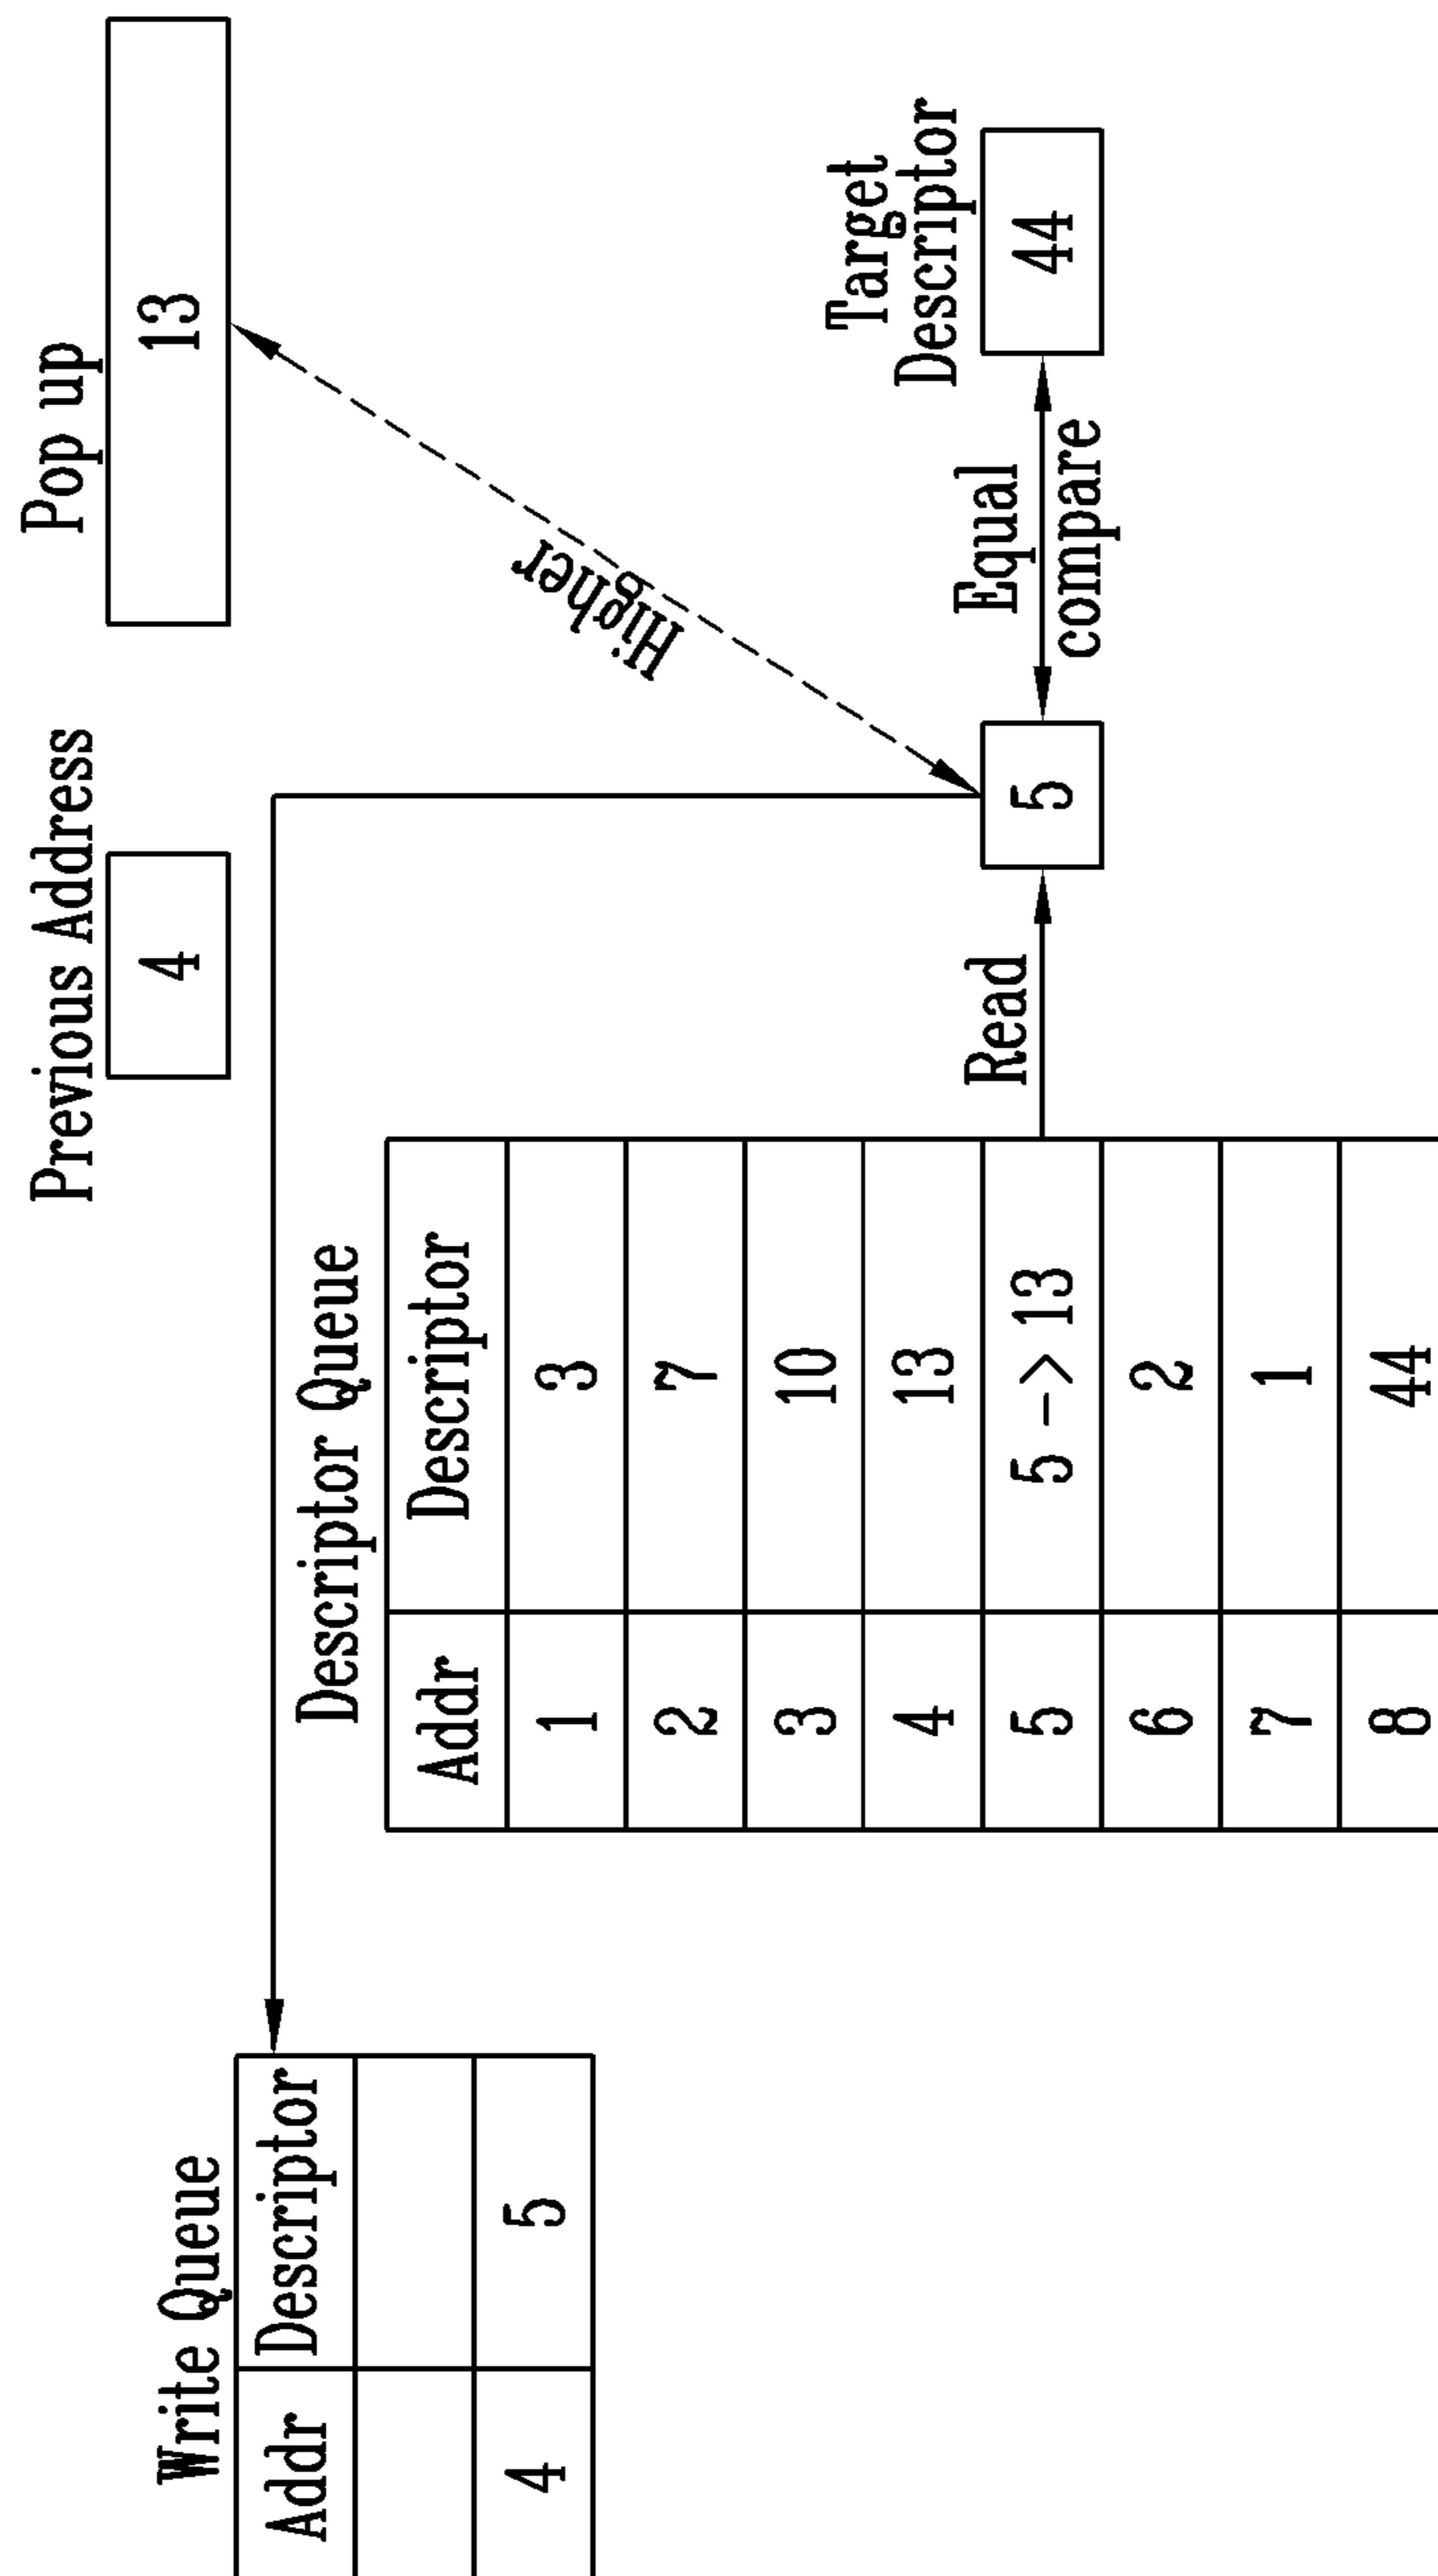 Write Queue
Addr Descriptor
4 5
Descriptor Queue
Addr Descriptor
1 3
2 7
3 10
4 13
5 5 -> 13
6 2
7 1
8 44
Previous Address
4
Pop up
13
Higher
Read
5
Equal
compare
Target
Descriptor
44